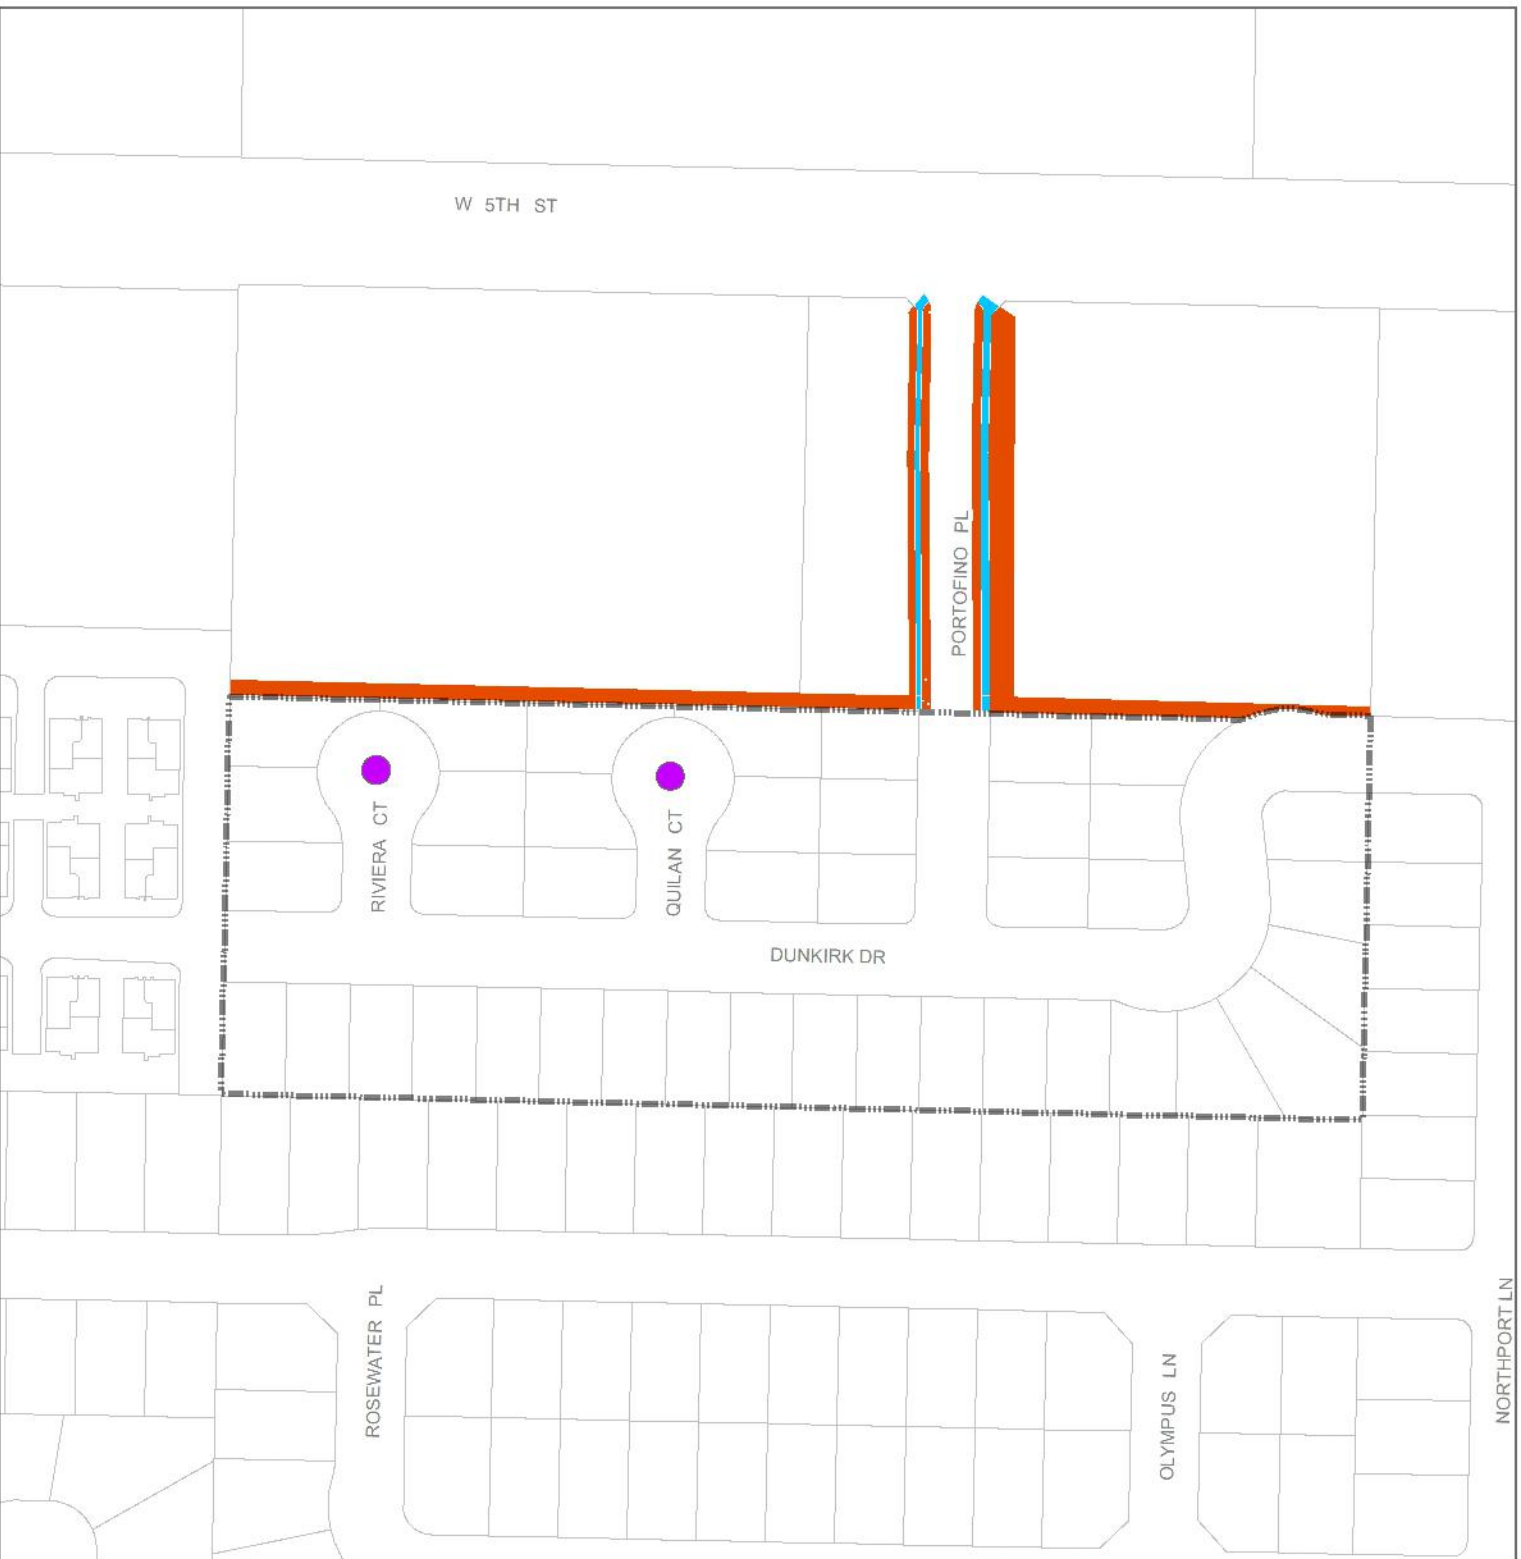 W 5TH ST
PORTOFINO PL
RIVIERA CT
QUILAN CT
DUNKIRK DR
ROSEWATER PL
OLYMPUS LN
NORTHPORT LN